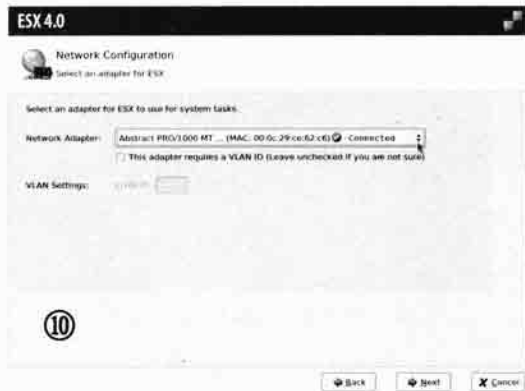 ESX 4.0
Network Configuration
Select an adapter for ESX
Select an adapter for ESX to use for system tasks.
Network Adapter: Abstract PRO/1000 MT ... (MAC: 00:0c:29:ce:62:c6) Connected
This adapter requires a VLAN ID (Leave unchecked if you are not sure)
VLAN Settings:
⑩
Back Next X Cancel